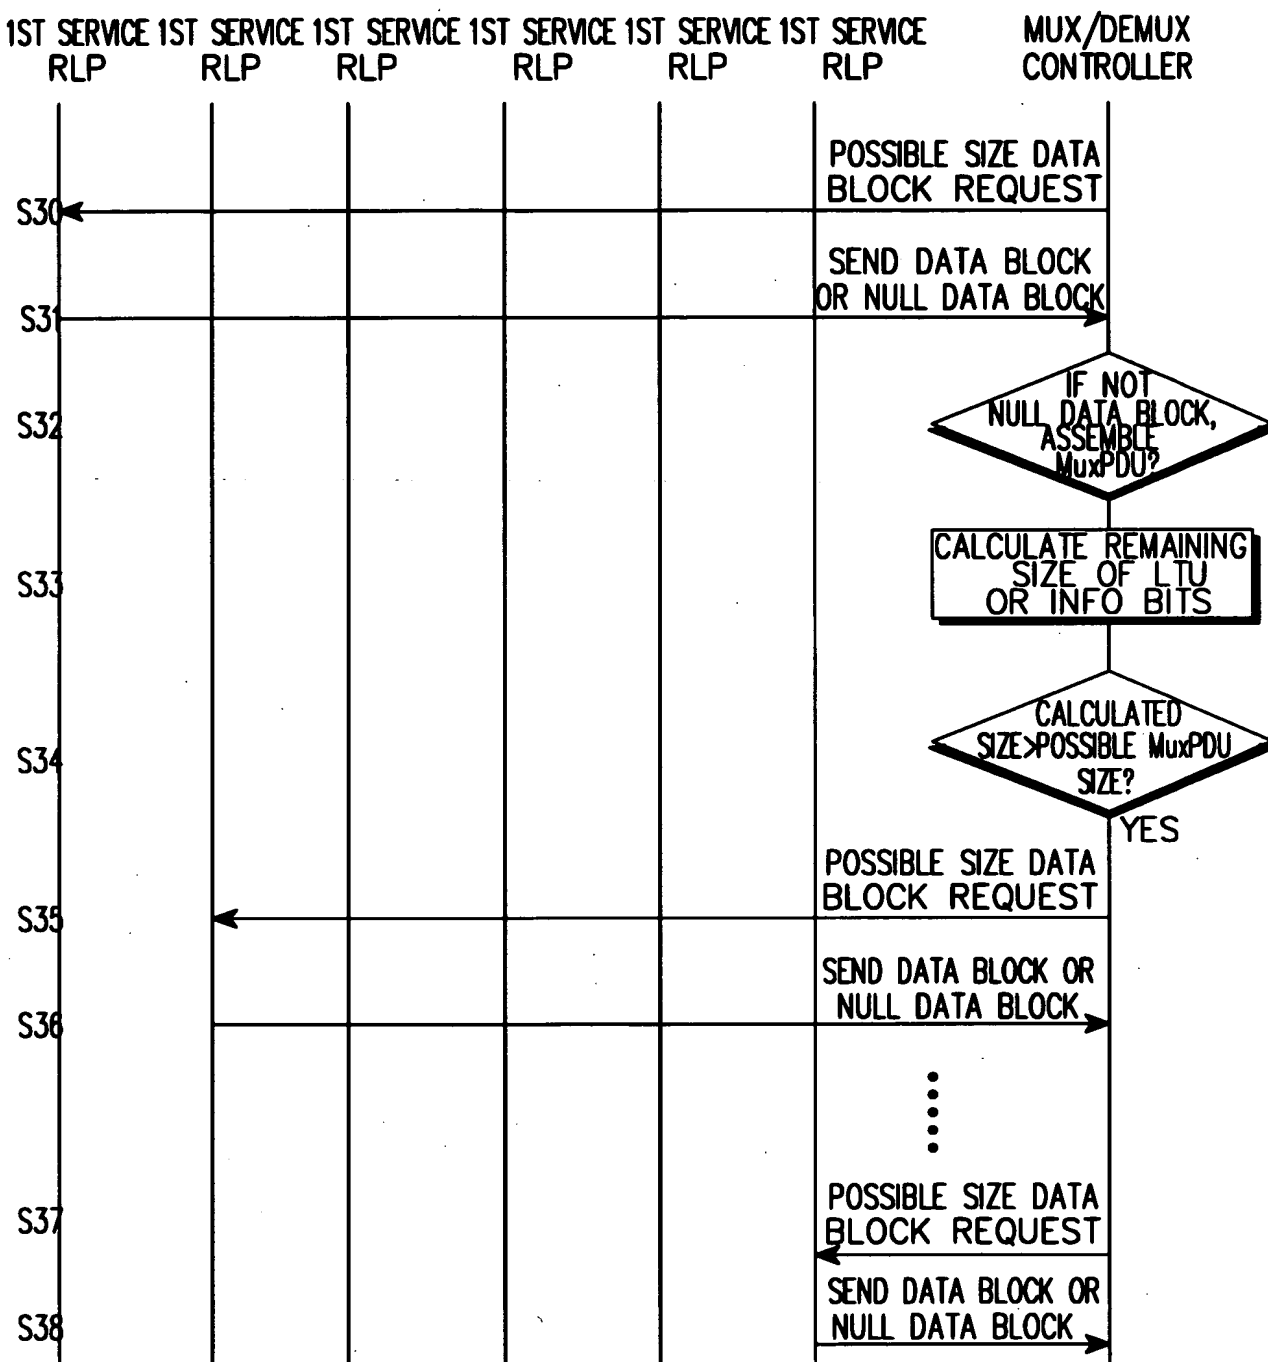 1ST SERVICE 1ST SERVICE 1ST SERVICE 1ST SERVICE 1ST SERVICE 1ST SERVICE MUX/DEMUX
RLP RLP RLP RLP RLP RLP CONTROLLER
POSSIBLE SIZE DATA
BLOCK REQUEST
S30
SEND DATA BLOCK
OR NULL DATA BLOCK
S31
IF NOT
NULL DATA BLOCK,
ASSEMBLE
MuxPDU?
S32
CALCULATE REMAINING
SIZE OF LTU
OR INFO BITS
S33
CALCULATED
SIZE>POSSIBLE MuxPDU
SIZE?
S34
YES
POSSIBLE SIZE DATA
BLOCK REQUEST
S35
SEND DATA BLOCK OR
NULL DATA BLOCK
S36
POSSIBLE SIZE DATA
BLOCK REQUEST
S37
SEND DATA BLOCK OR
NULL DATA BLOCK
S38